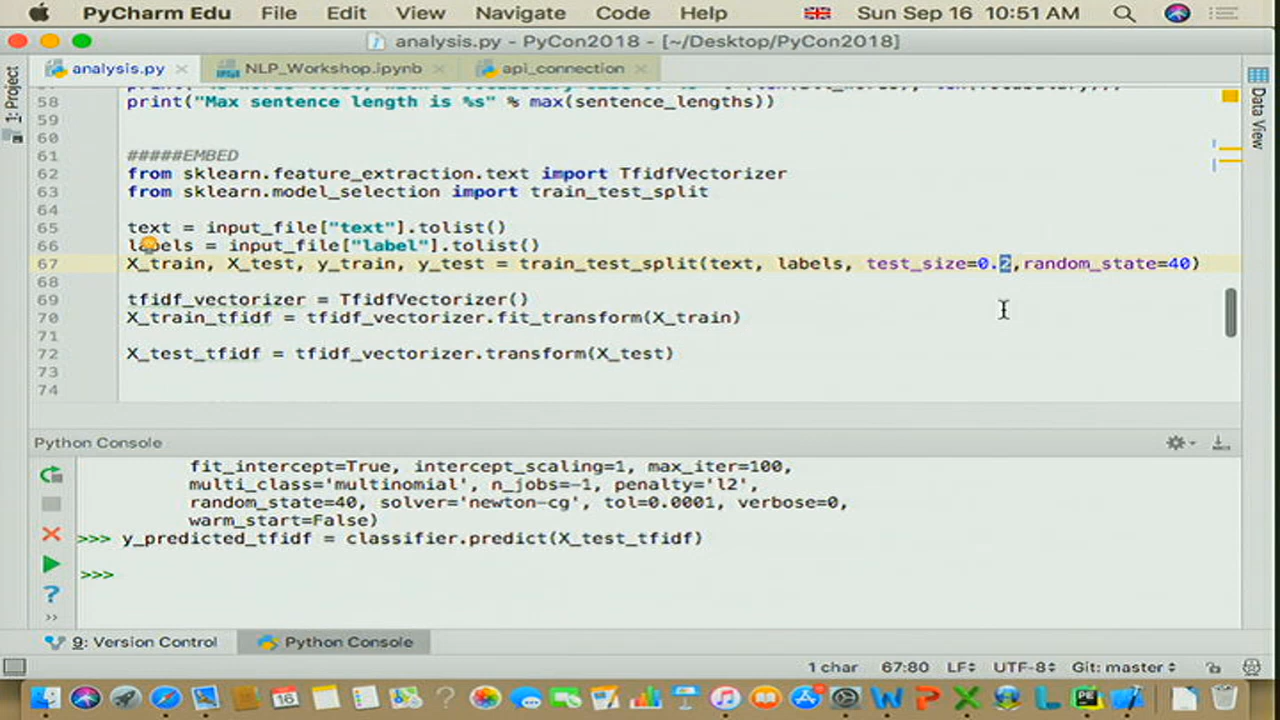 PyCharm Edu File Edit View Navigate Code Help Sun Sep 16 10:51 AM
analysis.py - PyCon2018 - [~/Desktop/PyCon2018]
analysis.py NLP_Workshop.ipynb api_connection
1: Project
Data View
58 print("Max sentence length is %s" % max(sentence_lengths))
59
60
61 #####EMBED
62 from sklearn.feature_extraction.text import TfidfVectorizer
63 from sklearn.model_selection import train_test_split
64
65 text = input_file["text"].tolist()
66 labels = input_file["label"].tolist()
67 X_train, X_test, y_train, y_test = train_test_split(text, labels, test_size=0.2,random_state=40)
68
69 tfidf_vectorizer = TfidfVectorizer()
70 X_train_tfidf = tfidf_vectorizer.fit_transform(X_train)
71
72 X_test_tfidf = tfidf_vectorizer.transform(X_test)
73
74
Python Console
fit_intercept=True, intercept_scaling=1, max_iter=100,
multi_class='multinomial', n_jobs=-1, penalty='l2',
random_state=40, solver='newton-cg', tol=0.0001, verbose=0,
warm_start=False)
>>> y_predicted_tfidf = classifier.predict(X_test_tfidf)
>>>
9: Version Control Python Console
1 char 67:80 LF÷ UTF-8÷ Git: master÷
16